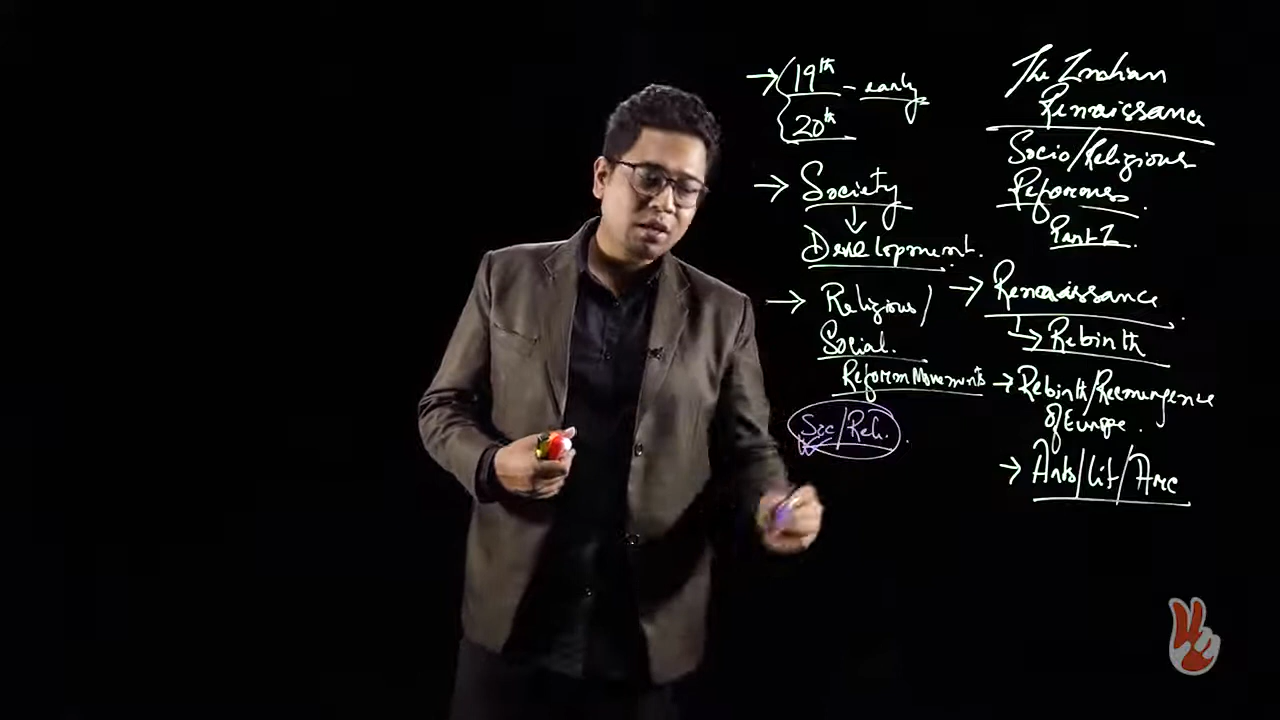 The Indian
Renaissance
Socio/Religious
Reforms.
Part I.
→ Renaissance.
↳ Rebirth
→ Rebirth/Reemergence
of Europe.
→ Arts/Lit/Arc
→ 19th - early
20th
→ Society
↓
Development.
→ Religious/
Social.
Reform Movements
Soc/Reli.